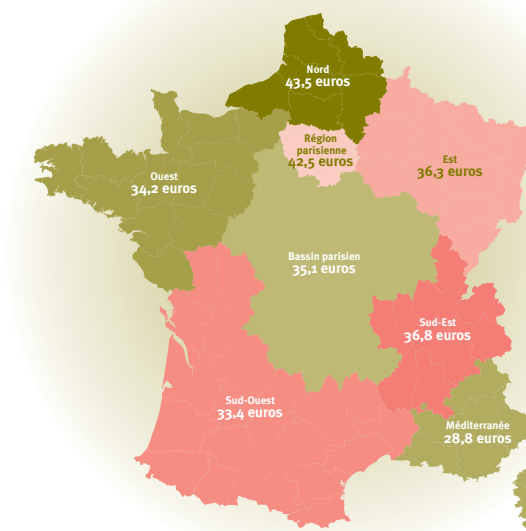 Nord
43,5 euros
Région
parisienne
42,5 euros
Est
36,3 euros
Ouest
34,2 euros
Bassin parisien
35,1 euros
Sud-Est
36,8 euros
Sud-Ouest
33,4 euros
Méditerranée
28,8 euros